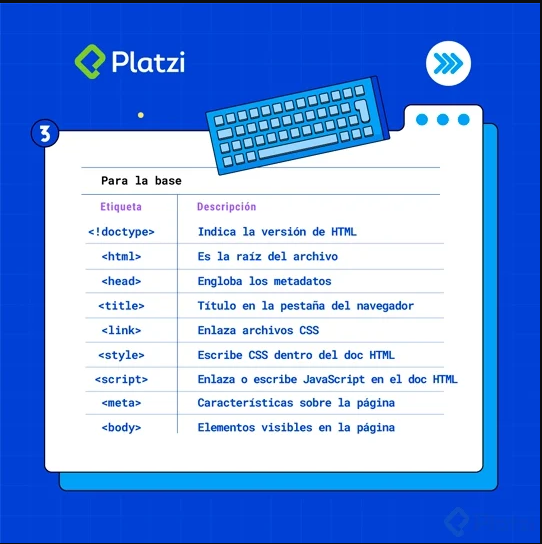 Platzi
3
Para la base
Etiqueta Descripción
<!doctype> Indica la versión de HTML
<html> Es la raíz del archivo
<head> Engloba los metadatos
<title> Título en la pestaña del navegador
<link> Enlaza archivos CSS
<style> Escribe CSS dentro del doc HTML
<script> Enlaza o escribe JavaScript en el doc HTML
<meta> Características sobre la página
<body> Elementos visibles en la página